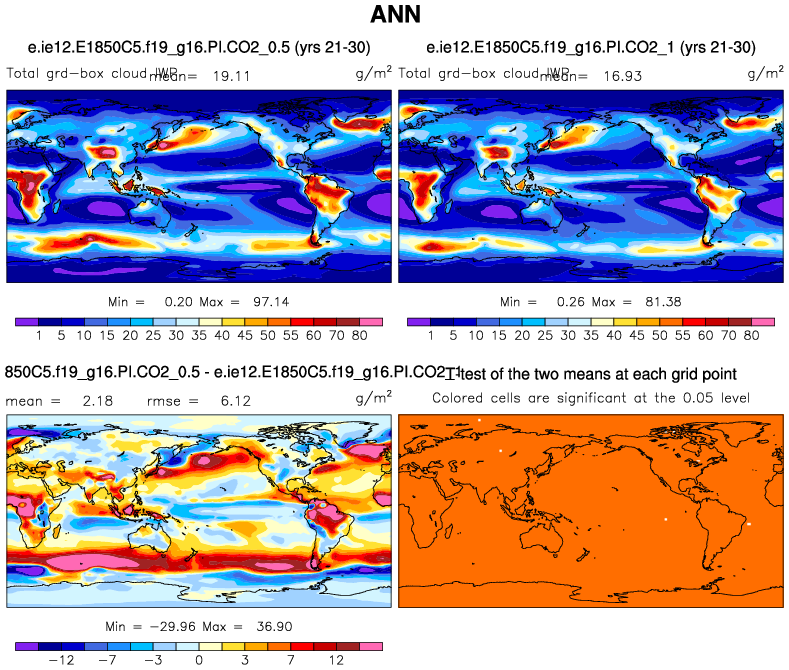 ANN
e.ie12.E1850C5.f19_g16.PI.CO2_0.5 (yrs 21-30)
Total grd-box cloud IWP mean= 19.11 g/m2
Min = 0.20 Max = 97.14
1 5 10 15 20 25 30 35 40 45 50 55 60 70 80
e.ie12.E1850C5.f19_g16.PI.CO2_1 (yrs 21-30)
Total grd-box cloud IWP mean= 16.93 g/m2
Min = 0.26 Max = 81.38
1 5 10 15 20 25 30 35 40 45 50 55 60 70 80
850C5.f19_g16.PI.CO2_0.5 - e.ie12.E1850C5.f19_g16.PI.CO2_1
mean = 2.18 rmse = 6.12 g/m2
Min = -29.96 Max = 36.90
-12 -7 -3 0 3 7 12
T-test of the two means at each grid point
Colored cells are significant at the 0.05 level